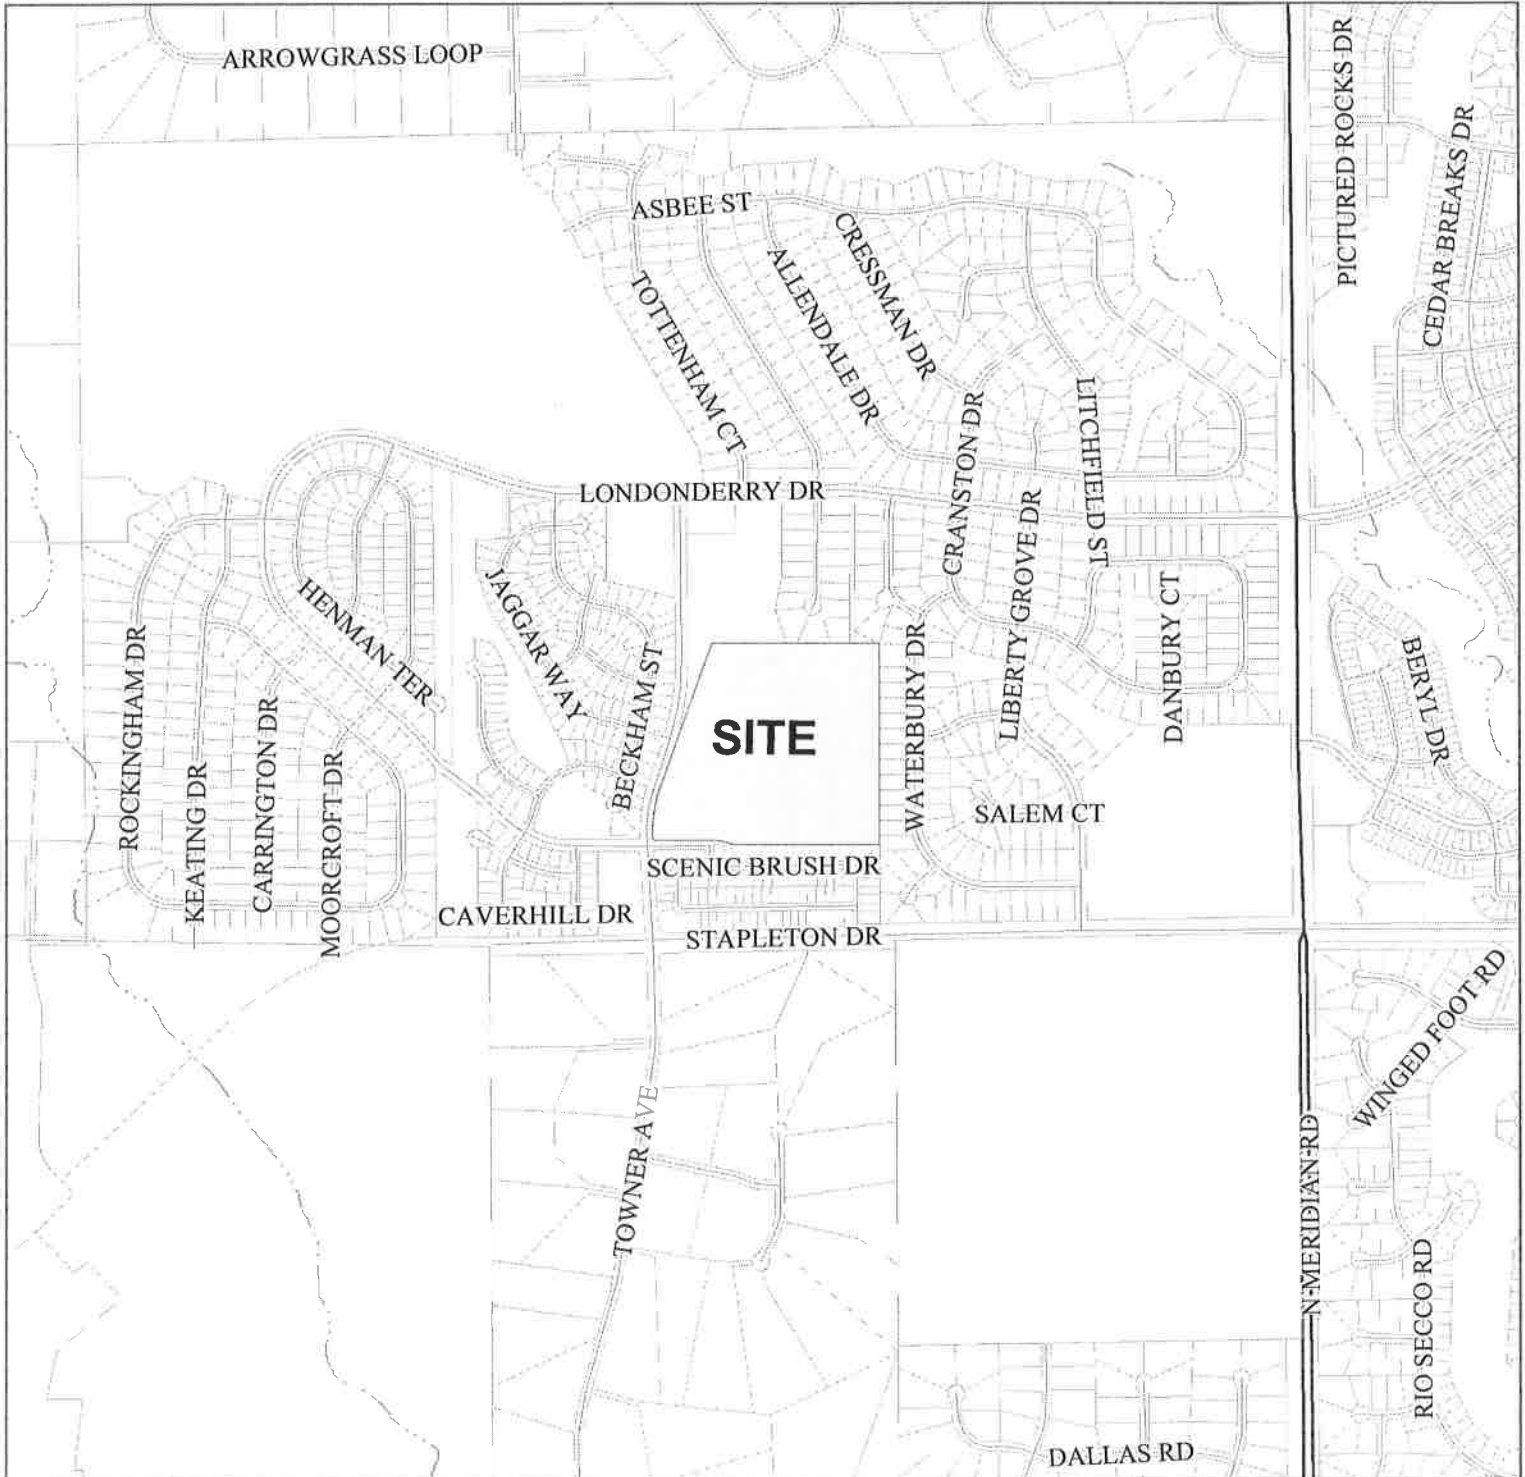 ARROWGRASS LOOP
PICTURED ROCKS DR
CEDAR BREAKS DR
ASBEE ST
CRESSMAN DR
ALLENDALE DR
TOTTENHAM CT
LITCHFIELD ST
CRANSTON DR
LONDONDERRY DR
LIBERTY GROVE DR
HENMAN TER
JAGGAR WAY
DANBURY CT
ROCKINGHAM DR
BECKHAM ST
WATERBURY DR
BERYL DR
SITE
CARRINGTON DR
KEATING DR
MOORCROFT DR
SALEM CT
SCENIC BRUSH DR
CAVERHILL DR
STAPLETON DR
WINGED FOOT RD
TOWNER AVE
N MERIDIAN RD
RIO SECCO RD
DALLAS RD